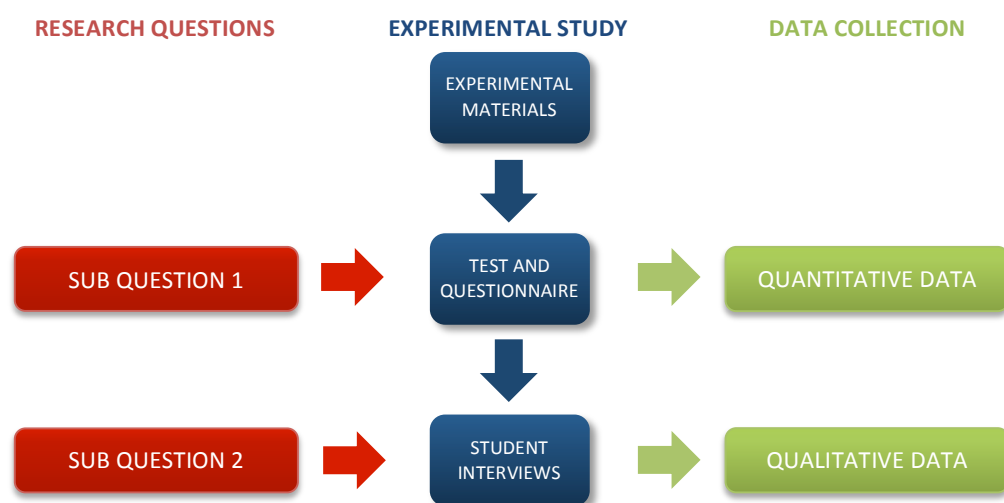 RESEARCH QUESTIONS
EXPERIMENTAL STUDY
DATA COLLECTION
EXPERIMENTAL
MATERIALS
SUB QUESTION 1
TEST AND
QUESTIONNAIRE
QUANTITATIVE DATA
SUB QUESTION 2
STUDENT
INTERVIEWS
QUALITATIVE DATA